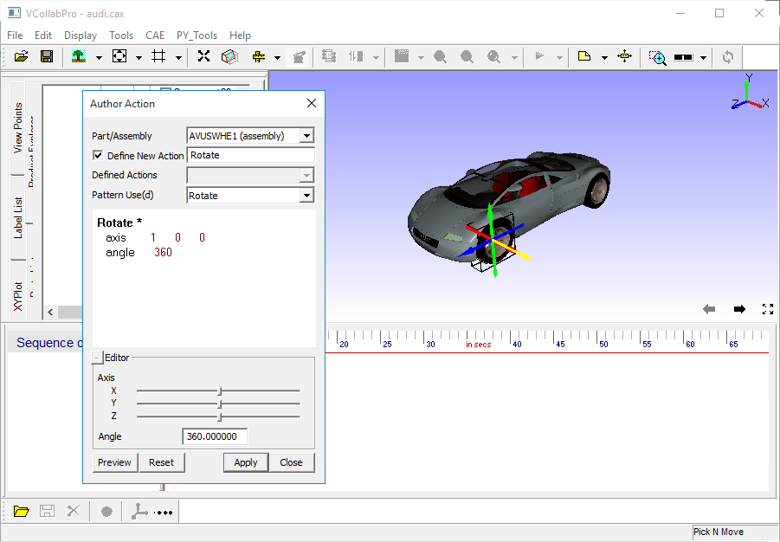 VCollabPro - audi.cax
File Edit Display Tools CAE PY_Tools Help
View Points
Label List
XYPlot
Author Action
Part/Assembly AVUSWHE1 (assembly)
Define New Action Rotate
Defined Actions
Pattern Use(d) Rotate
Rotate *
axis 1 0 0
angle 360
Y
Z X
Sequence o
20 25 30 35 in secs 40 45 50 55 60 65
- Editor
Axis
X
Y
Z
Angle 360.000000
Preview Reset Apply Close
Pick N Move